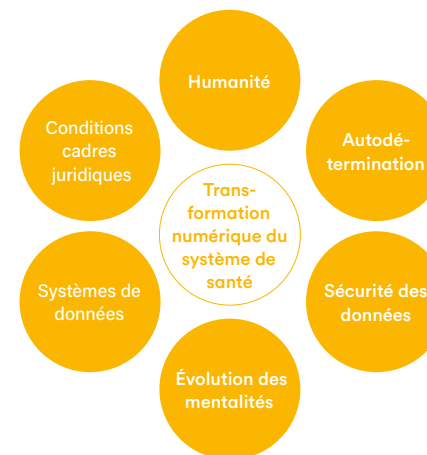 Humanité
Conditions
cadres
juridiques
Autodé-
termination
Trans-
formation
numérique du
système de
santé
Systèmes de
données
Sécurité des
données
Évolution des
mentalités